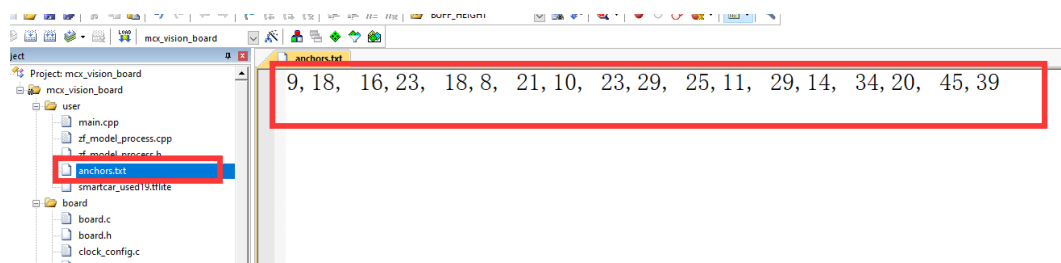 BUFF_HEIGHT
LOAD
mcx_vision_board
ject
anchors.txt
Project: mcx_vision_board
mcx_vision_board
user
main.cpp
zf_model_process.cpp
zf_model_process.h
anchors.txt
smartcar_used19.tflite
board
board.c
board.h
clock_config.c
9,18, 16,23, 18,8, 21,10, 23,29, 25,11, 29,14, 34,20, 45,39